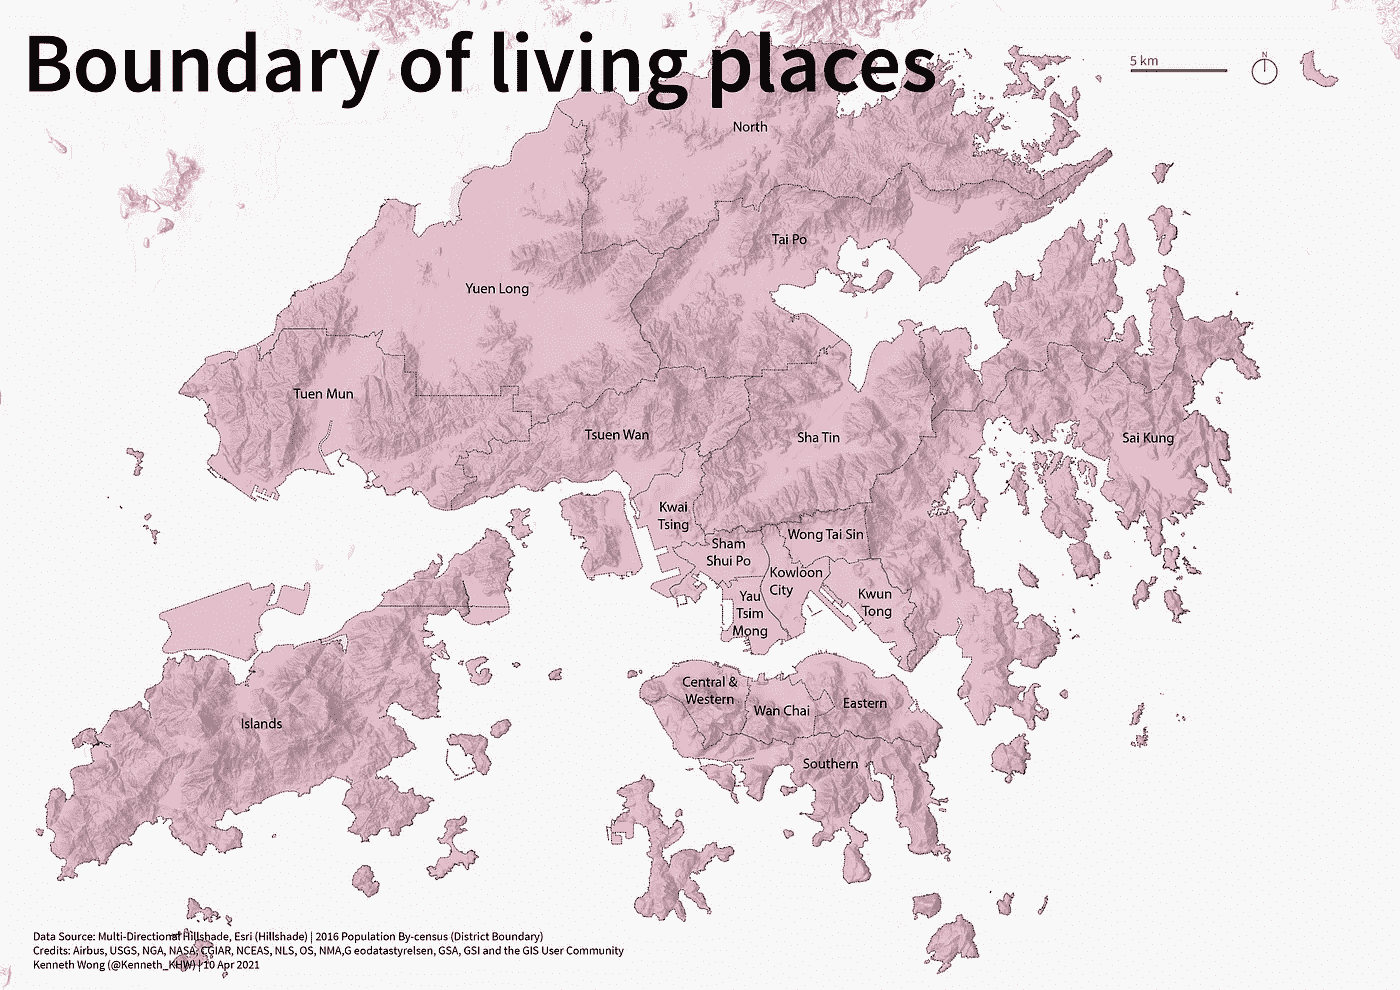 Boundary of living places
5 km
N
North
Tai Po
Yuen Long
Tuen Mun
Tsuen Wan
Sha Tin
Sai Kung
Kwai
Tsing
Sham
Shui Po
Wong Tai Sin
Kowloon
City
Yau
Tsim
Mong
Kwun
Tong
Central &
Western
Wan Chai
Eastern
Islands
Southern
Data Source: Multi-Directional Hillshade, Esri (Hillshade) | 2016 Population By-census (District Boundary)
Credits: Airbus, USGS, NGA, NASA, CGIAR, NCEAS, NLS, OS, NMA,G eodatastyrelsen, GSA, GSI and the GIS User Community
Kenneth Wong (@Kenneth_KHW) | 10 Apr 2021